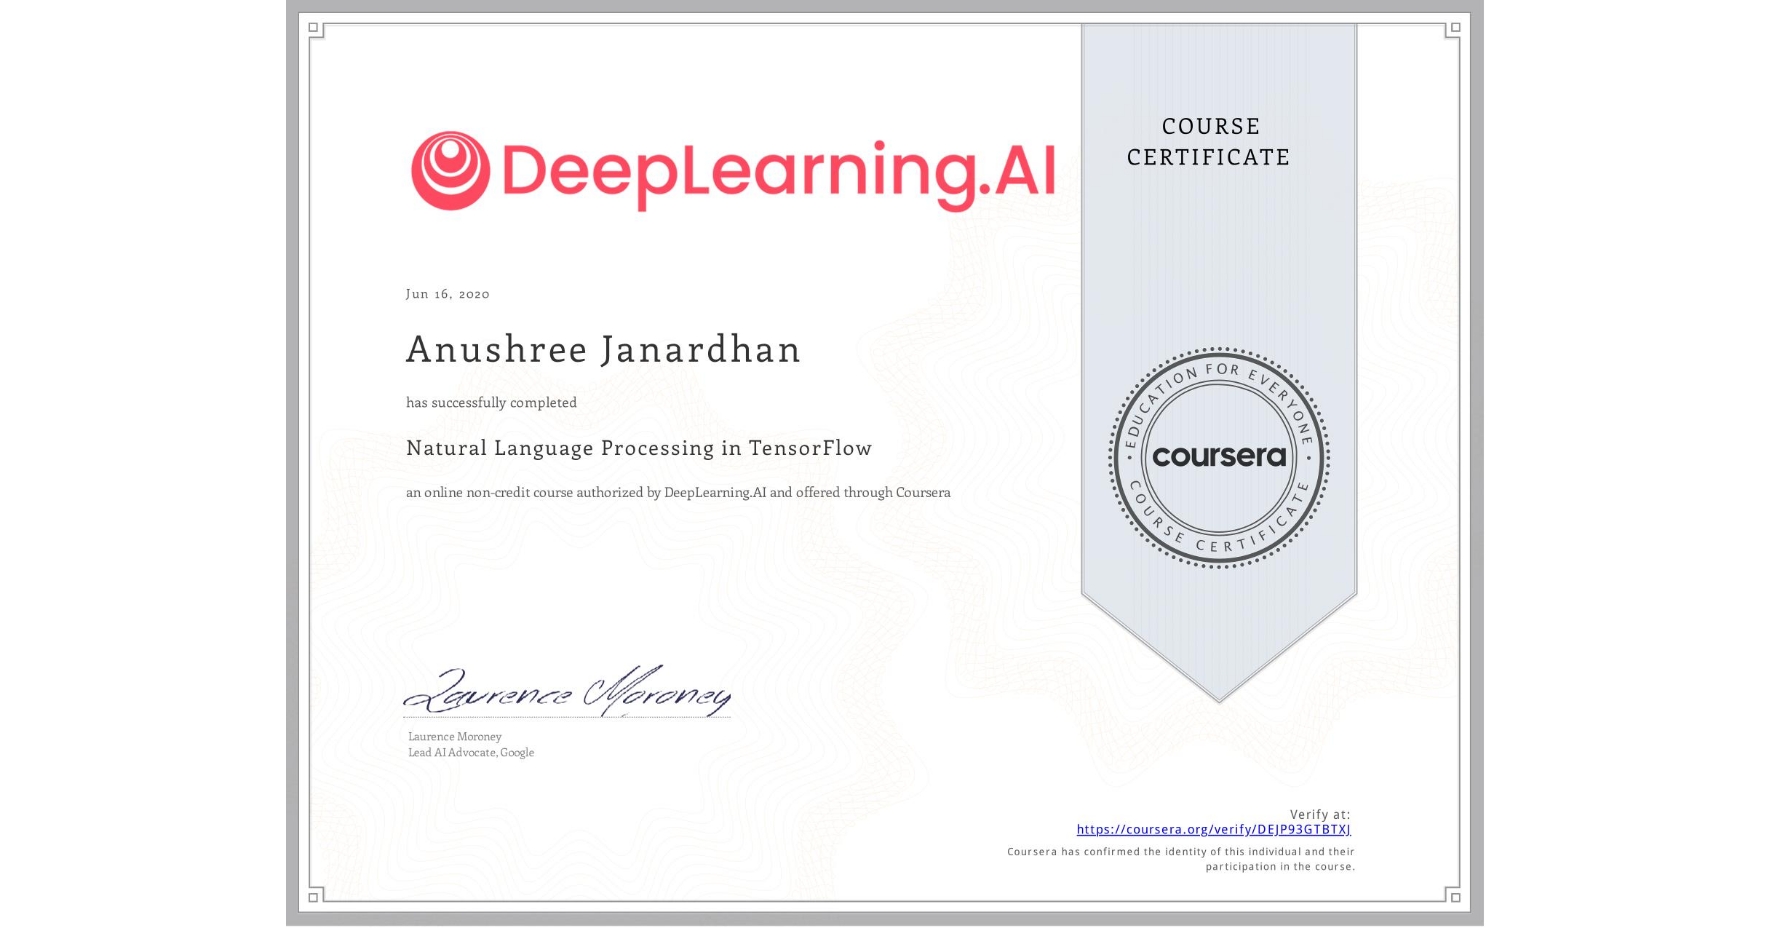 DeepLearning.AI
COURSE
CERTIFICATE
Jun 16, 2020
Anushree Janardhan
has successfully completed
Natural Language Processing in TensorFlow
an online non-credit course authorized by DeepLearning.AI and offered through Coursera
EDUCATION FOR EVERYONE
coursera
COURSE CERTIFICATE
Laurence Moroney
Laurence Moroney
Lead AI Advocate, Google
Verify at:
https://coursera.org/verify/DEJP93GTBTXJ
Coursera has confirmed the identity of this individual and their
participation in the course.